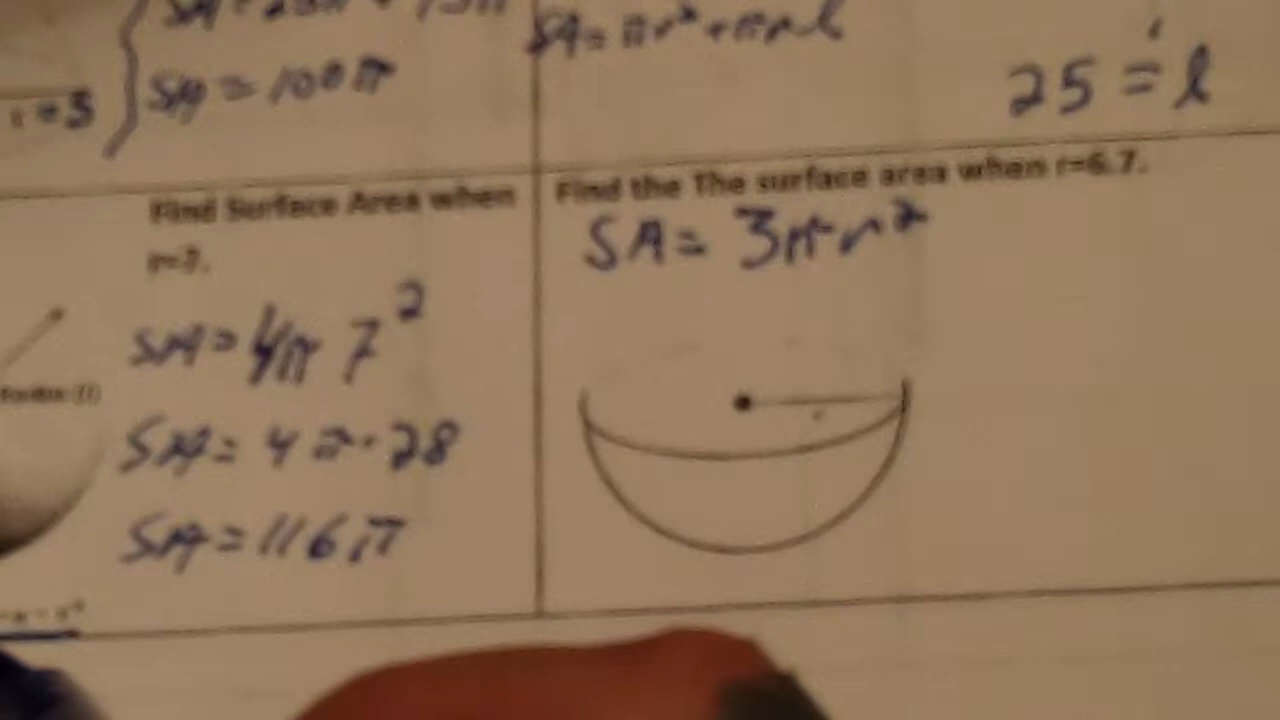 SA = 100π
SA = πr² + πrl
25 = l
Find Surface Area when
r=7.
SA = 4π 7²
SA = 4π·28
SA = 116π
Find the The surface area when r=6.7.
SA = 3πr²